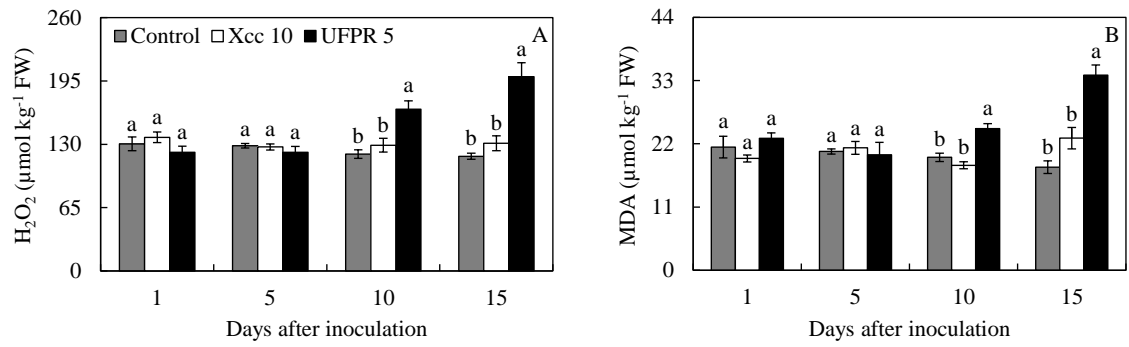 H₂O₂ (µmol kg⁻¹ FW)
260
195
130
65
0
Control Xcc 10 UFPR 5
A
a a a
a a a
b b a
b b a
1 5 10 15
Days after inoculation
MDA (µmol kg⁻¹ FW)
44
33
22
11
0
B
a a a
a a a
b b a
b b a
1 5 10 15
Days after inoculation